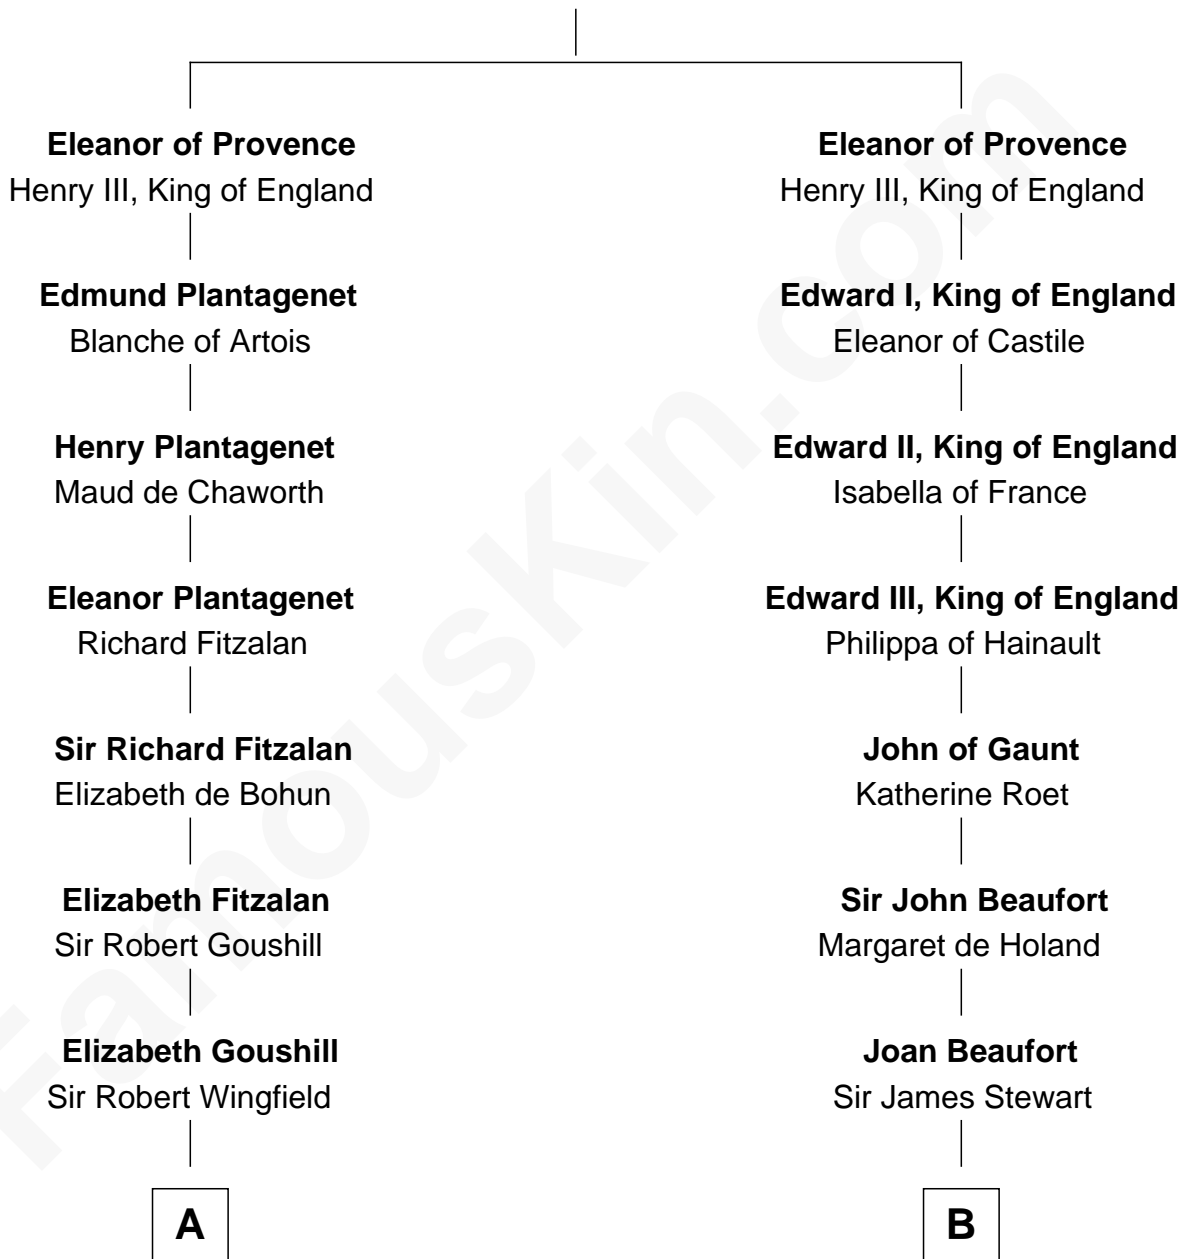 Eleanor of Provence
Henry III, King of England
Edmund Plantagenet
Blanche of Artois
Henry Plantagenet
Maud de Chaworth
Eleanor Plantagenet
Richard Fitzalan
Sir Richard Fitzalan
Elizabeth de Bohun
Elizabeth Fitzalan
Sir Robert Goushill
Elizabeth Goushill
Sir Robert Wingfield
A
Eleanor of Provence
Henry III, King of England
Edward I, King of England
Eleanor of Castile
Edward II, King of England
Isabella of France
Edward III, King of England
Philippa of Hainault
John of Gaunt
Katherine Roet
Sir John Beaufort
Margaret de Holand
Joan Beaufort
Sir James Stewart
B
FamousKin.com